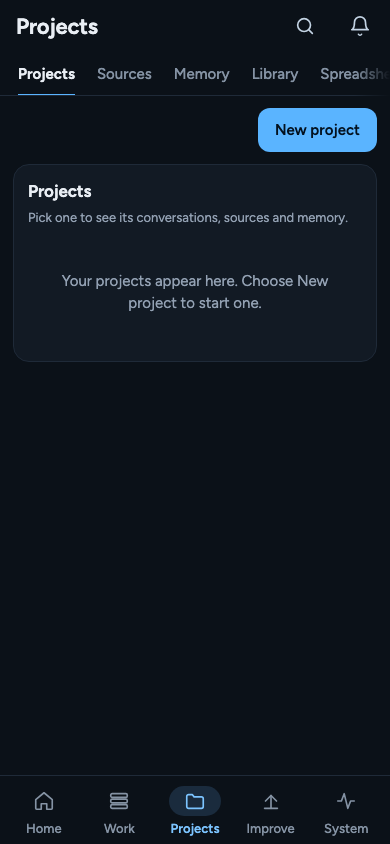 Projects
Projects Sources Memory Library Spreadsh
New project
Projects
Pick one to see its conversations, sources and memory.
Your projects appear here. Choose New
project to start one.
Home Work Projects Improve System